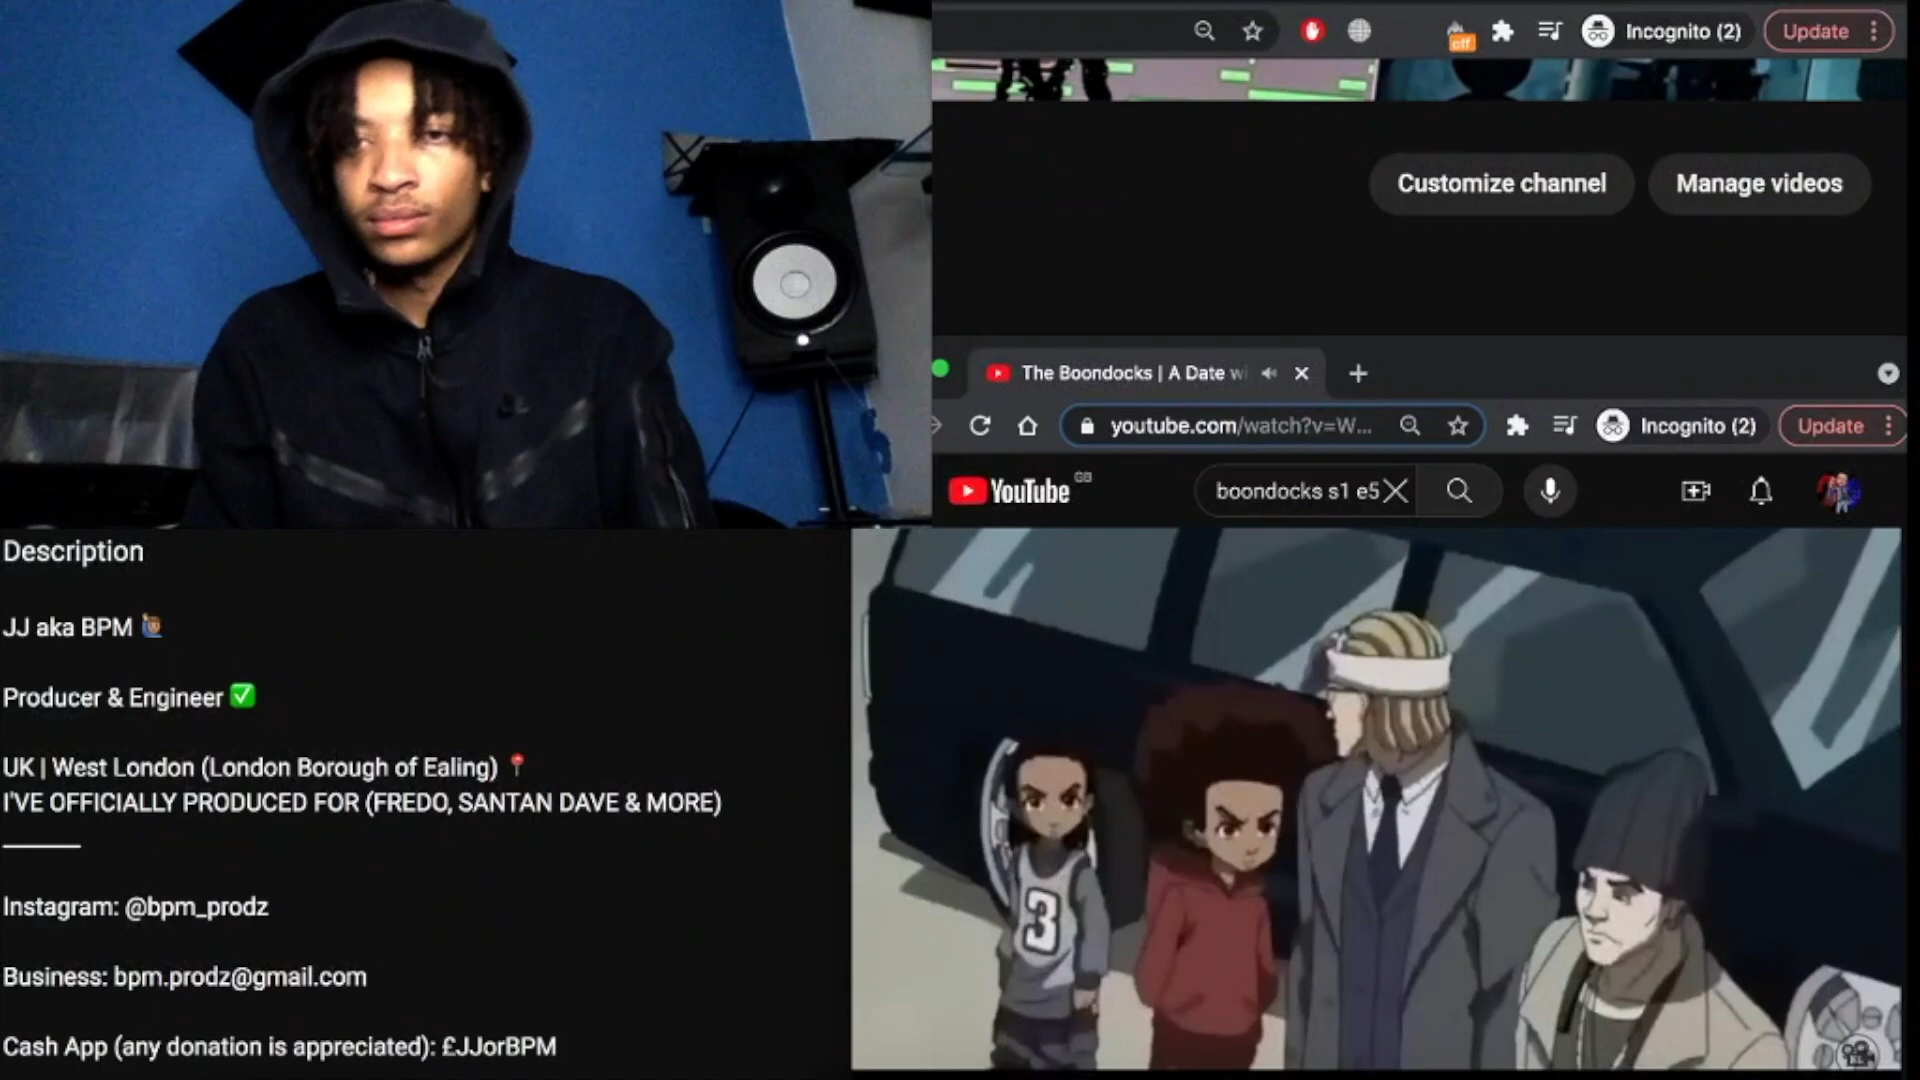 off
Incognito (2)
Update
Customize channel
Manage videos
The Boondocks | A Date wi
youtube.com/watch?v=W...
Incognito (2)
Update
YouTube GB
boondocks s1 e5
Description
JJ aka BPM 🙋🏽‍♂️
Producer & Engineer ✅
UK | West London (London Borough of Ealing) 📍
I'VE OFFICIALLY PRODUCED FOR (FREDO, SANTAN DAVE & MORE)
Instagram: @bpm_prodz
Business: bpm.prodz@gmail.com
Cash App (any donation is appreciated): £JJorBPM
3